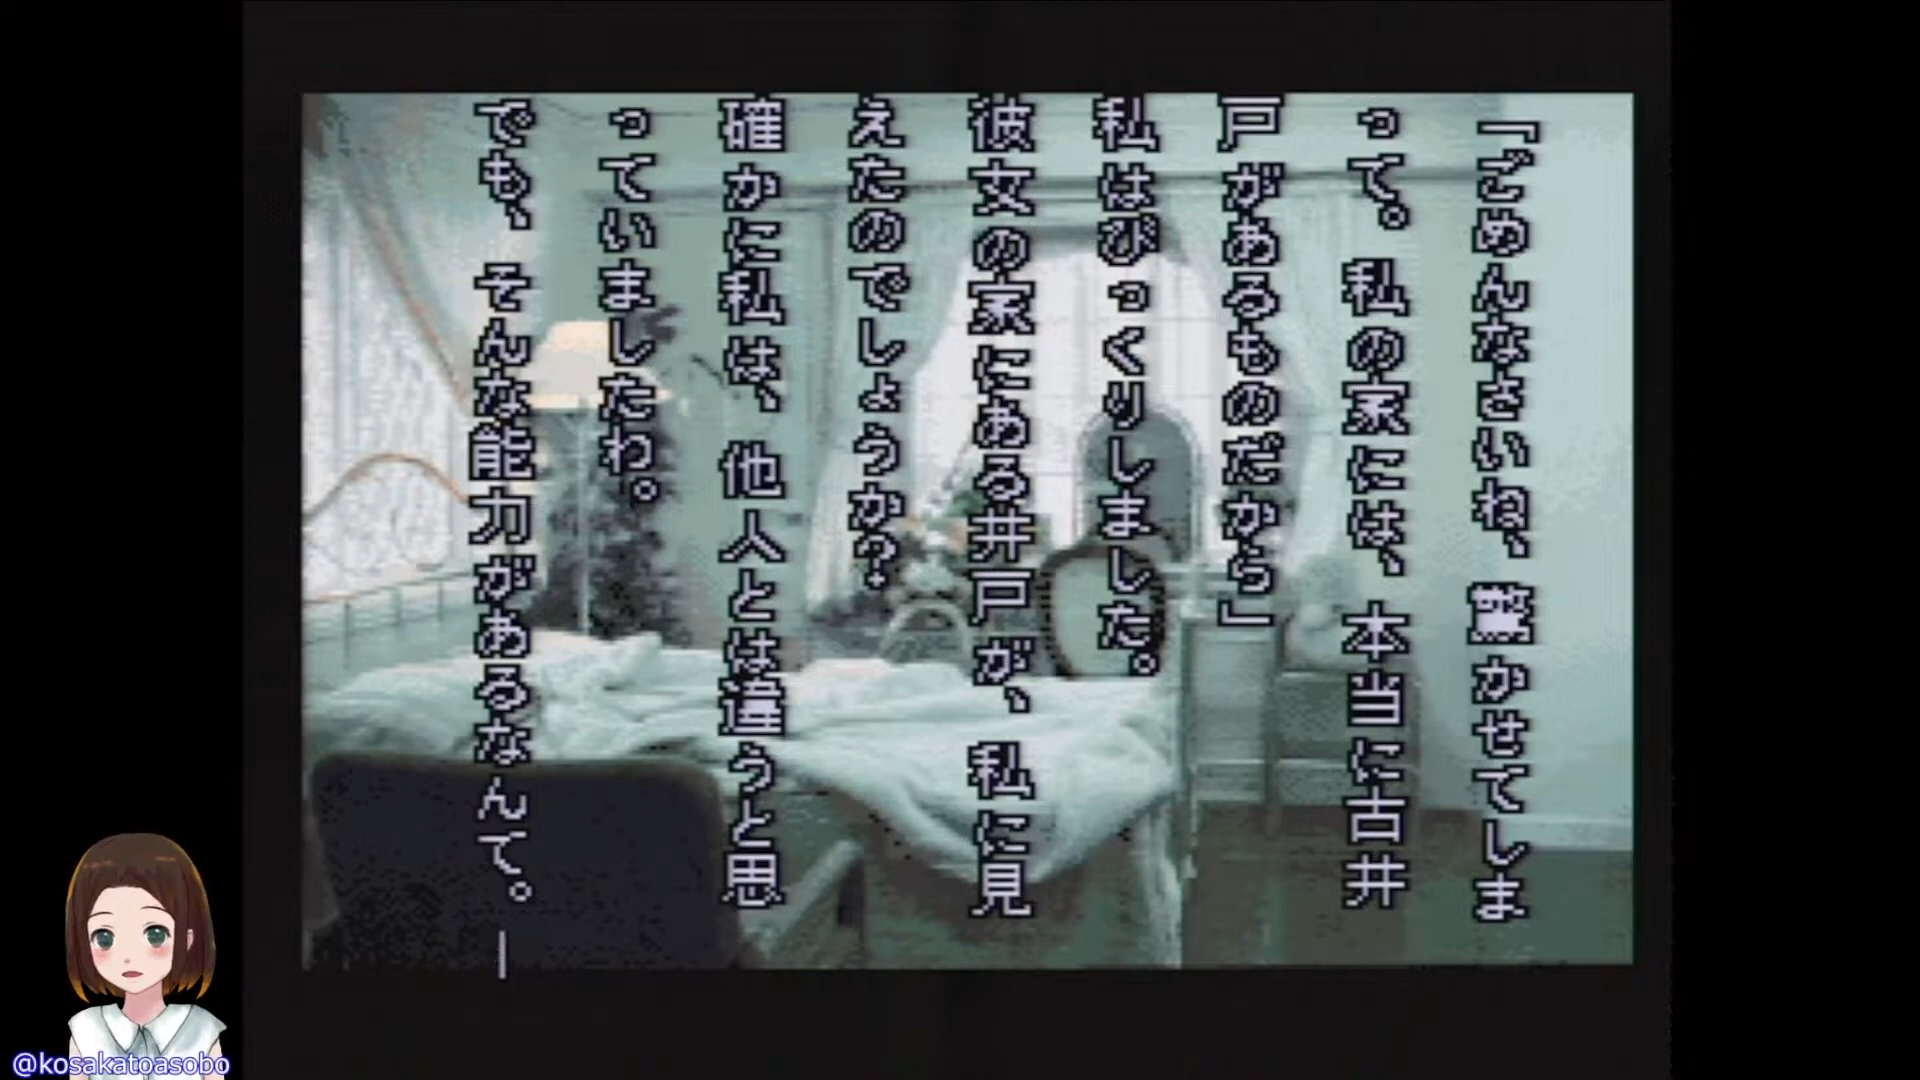 「ごめんなさいね、驚かせてしま
って。私の家には、本当に古井
戸があるものだから」
私はびっくりしました。
彼女の家にある井戸が、私に見
えたのでしょうか?
確かに私は、他人とは違うと思
っていましたわ。
でも、そんな能力があるなんて。
@kosakatoasobo